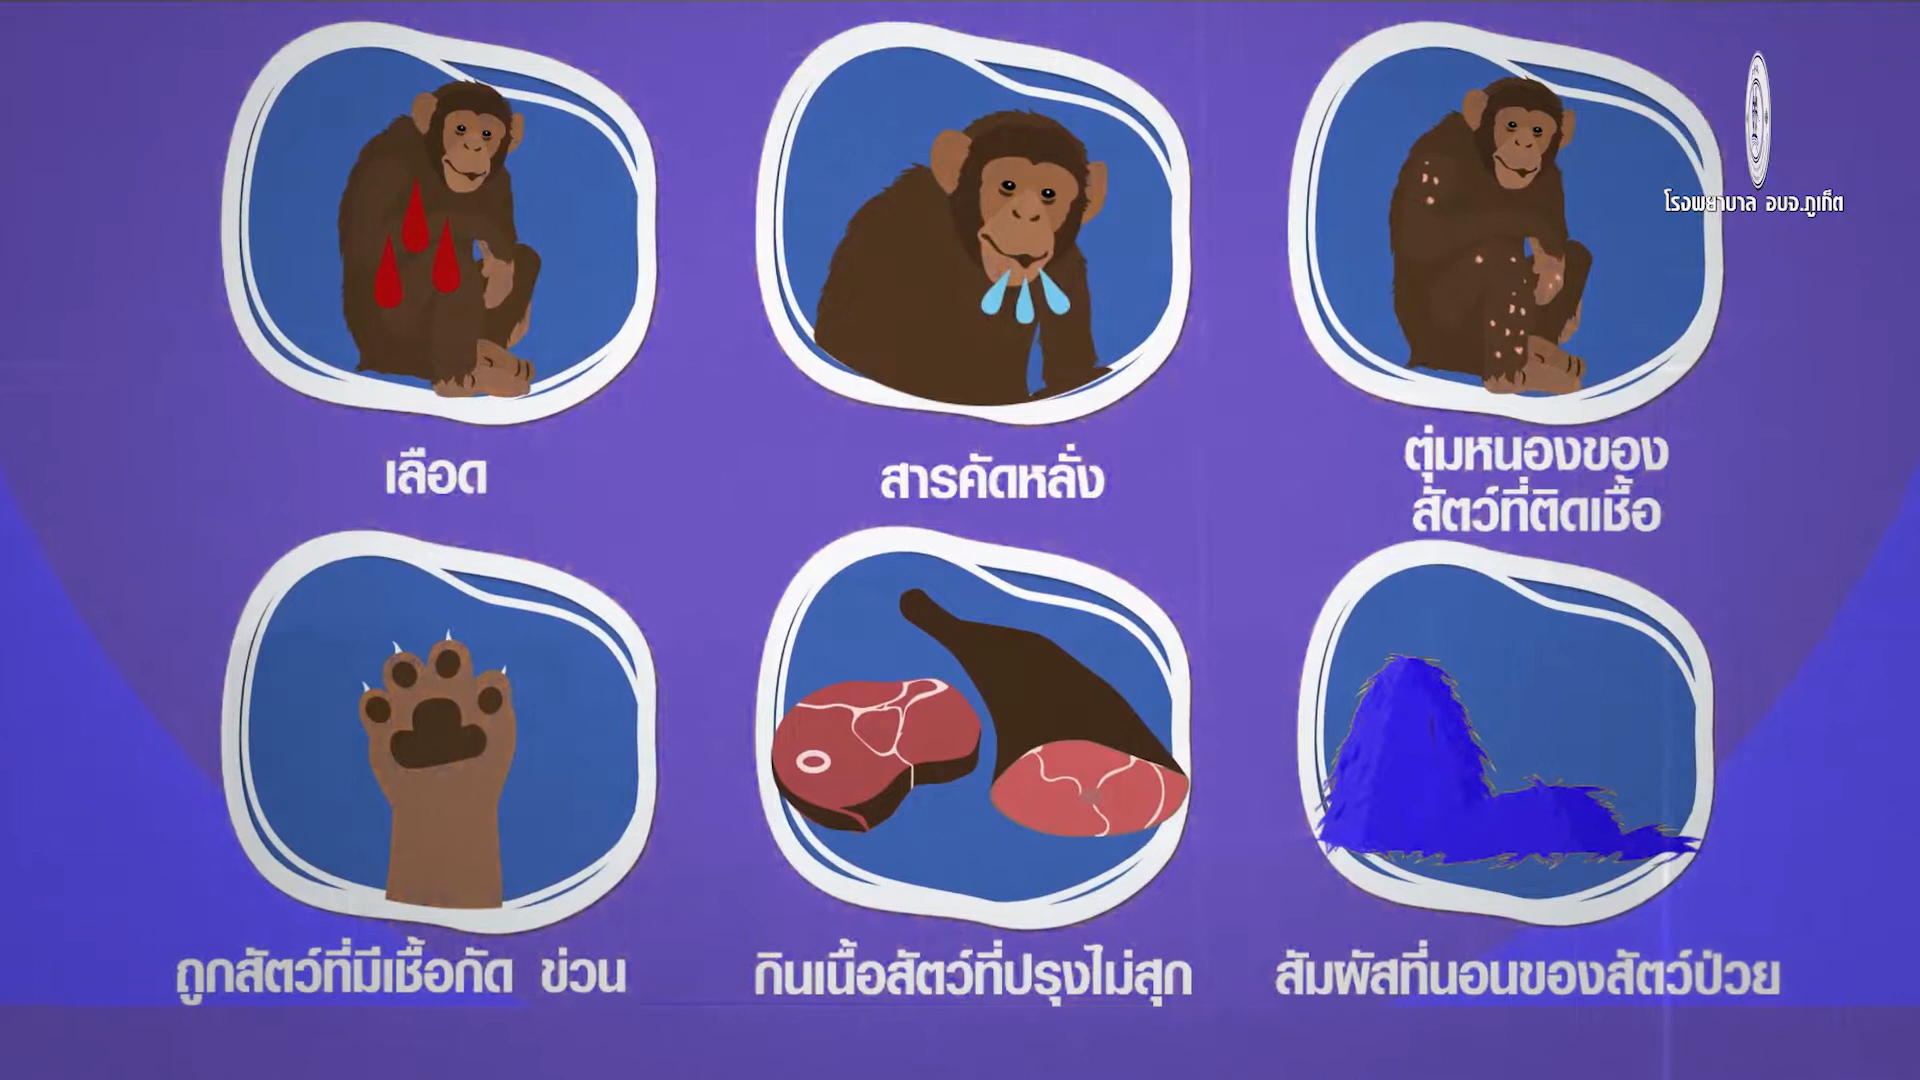 โรงพยาบาล อบจ.ภูเก็ต
เลือด
สารคัดหลั่ง
ตุ่มหนองของ
สัตว์ที่ติดเชื้อ
ถูกสัตว์ที่มีเชื้อกัด ข่วน
กินเนื้อสัตว์ที่ปรุงไม่สุก
สัมผัสที่นอนของสัตว์ป่วย